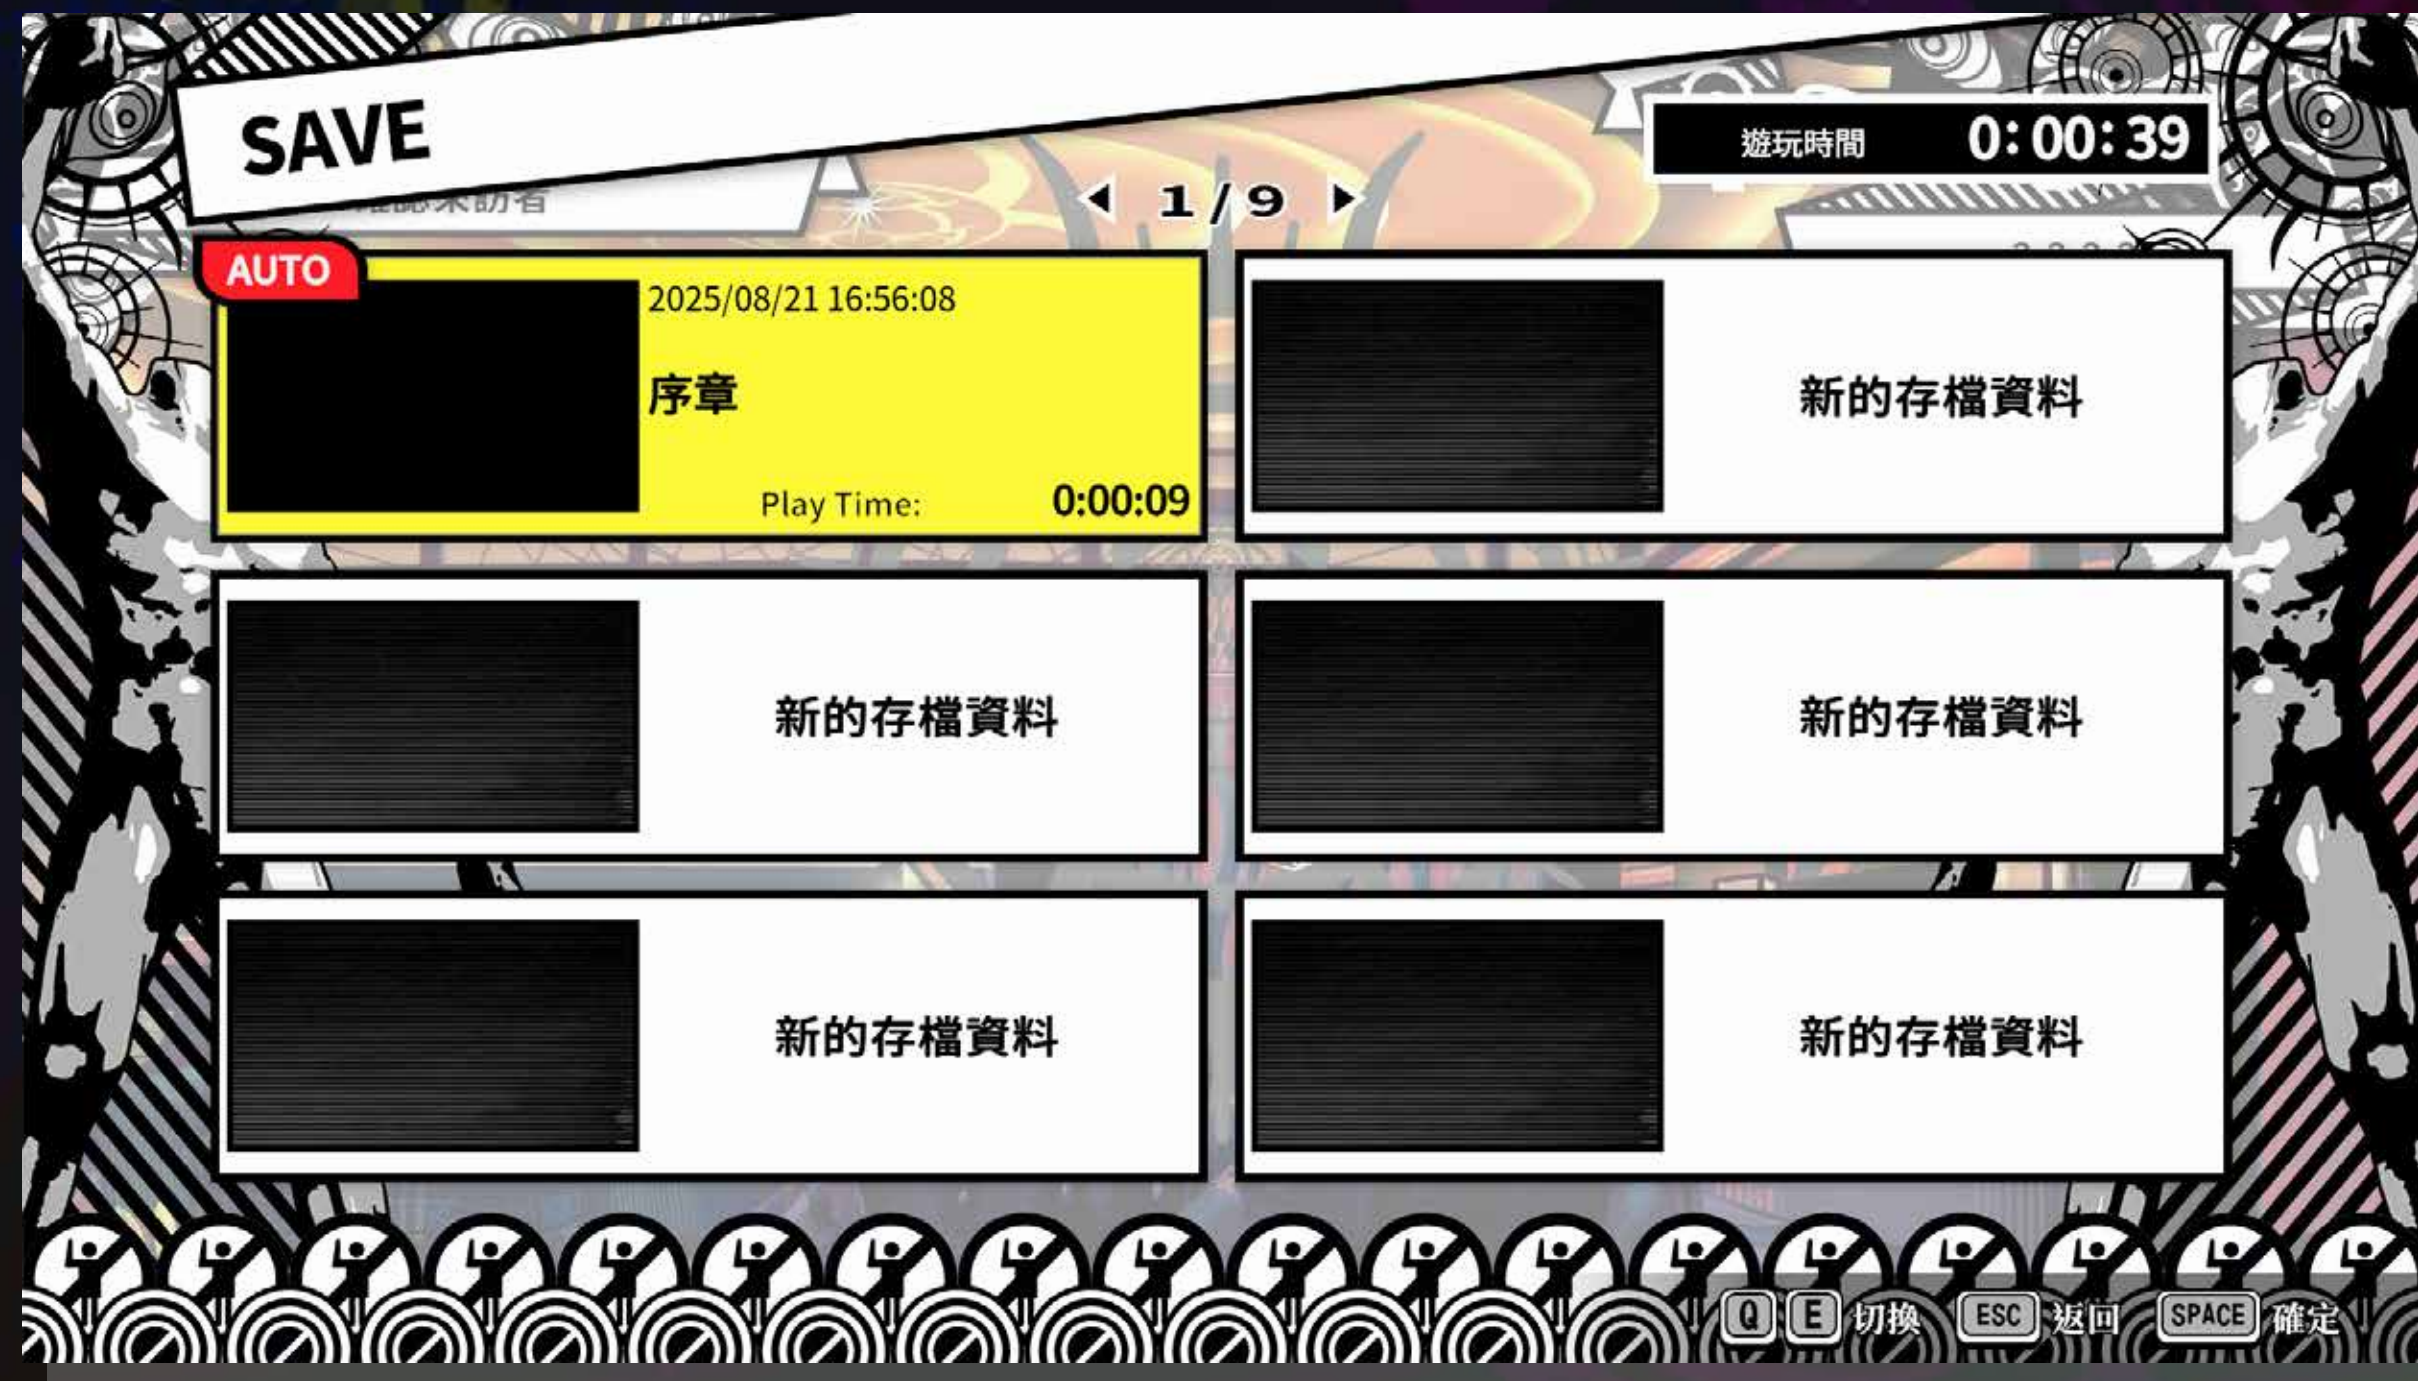 SAVE
遊玩時間 0:00:39
◀ 1/9 ▶
AUTO
2025/08/21 16:56:08
序章
Play Time: 0:00:09
新的存檔資料
新的存檔資料
新的存檔資料
新的存檔資料
新的存檔資料
Q E 切換 ESC 返回 SPACE 確定